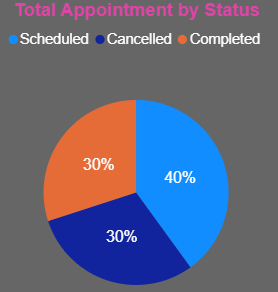 Total Appointment by Status
Scheduled Cancelled Completed
30%
40%
30%